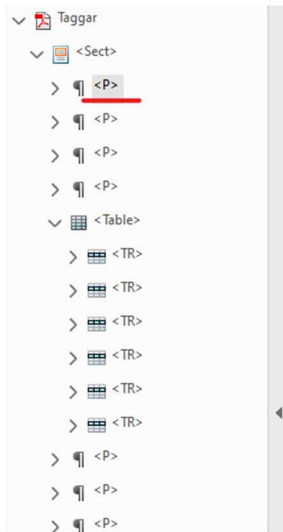 Taggar
<Sect>
<P>
<P>
<P>
<P>
<Table>
<TR>
<TR>
<TR>
<TR>
<TR>
<TR>
<P>
<P>
<P>